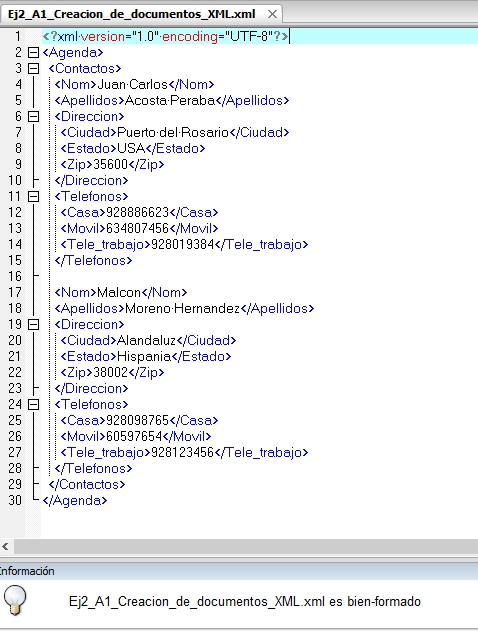 Ej2_A1_Creacion_de_documentos_XML.xml
1 <?xml·version="1.0"·encoding="UTF-8"?>
2 <Agenda>
3 <Contactos>
4 <Nom>Juan·Carlos</Nom>
5 <Apellidos>Acosta·Peraba</Apellidos>
6 <Direccion>
7 <Ciudad>Puerto·del·Rosario</Ciudad>
8 <Estado>USA</Estado>
9 <Zip>35600</Zip>
10 </Direccion>
11 <Telefonos>
12 <Casa>928886623</Casa>
13 <Movil>634807456</Movil>
14 <Tele_trabajo>928019384</Tele_trabajo>
15 </Telefonos>
16
17 <Nom>Malcon</Nom>
18 <Apellidos>Moreno·Hernandez</Apellidos>
19 <Direccion>
20 <Ciudad>Alandaluz</Ciudad>
21 <Estado>Hispania</Estado>
22 <Zip>38002</Zip>
23 </Direccion>
24 <Telefonos>
25 <Casa>928098765</Casa>
26 <Movil>60597654</Movil>
27 <Tele_trabajo>928123456</Tele_trabajo>
28 </Telefonos>
29 </Contactos>
30 </Agenda>
Información
Ej2_A1_Creacion_de_documentos_XML.xml es bien-formado